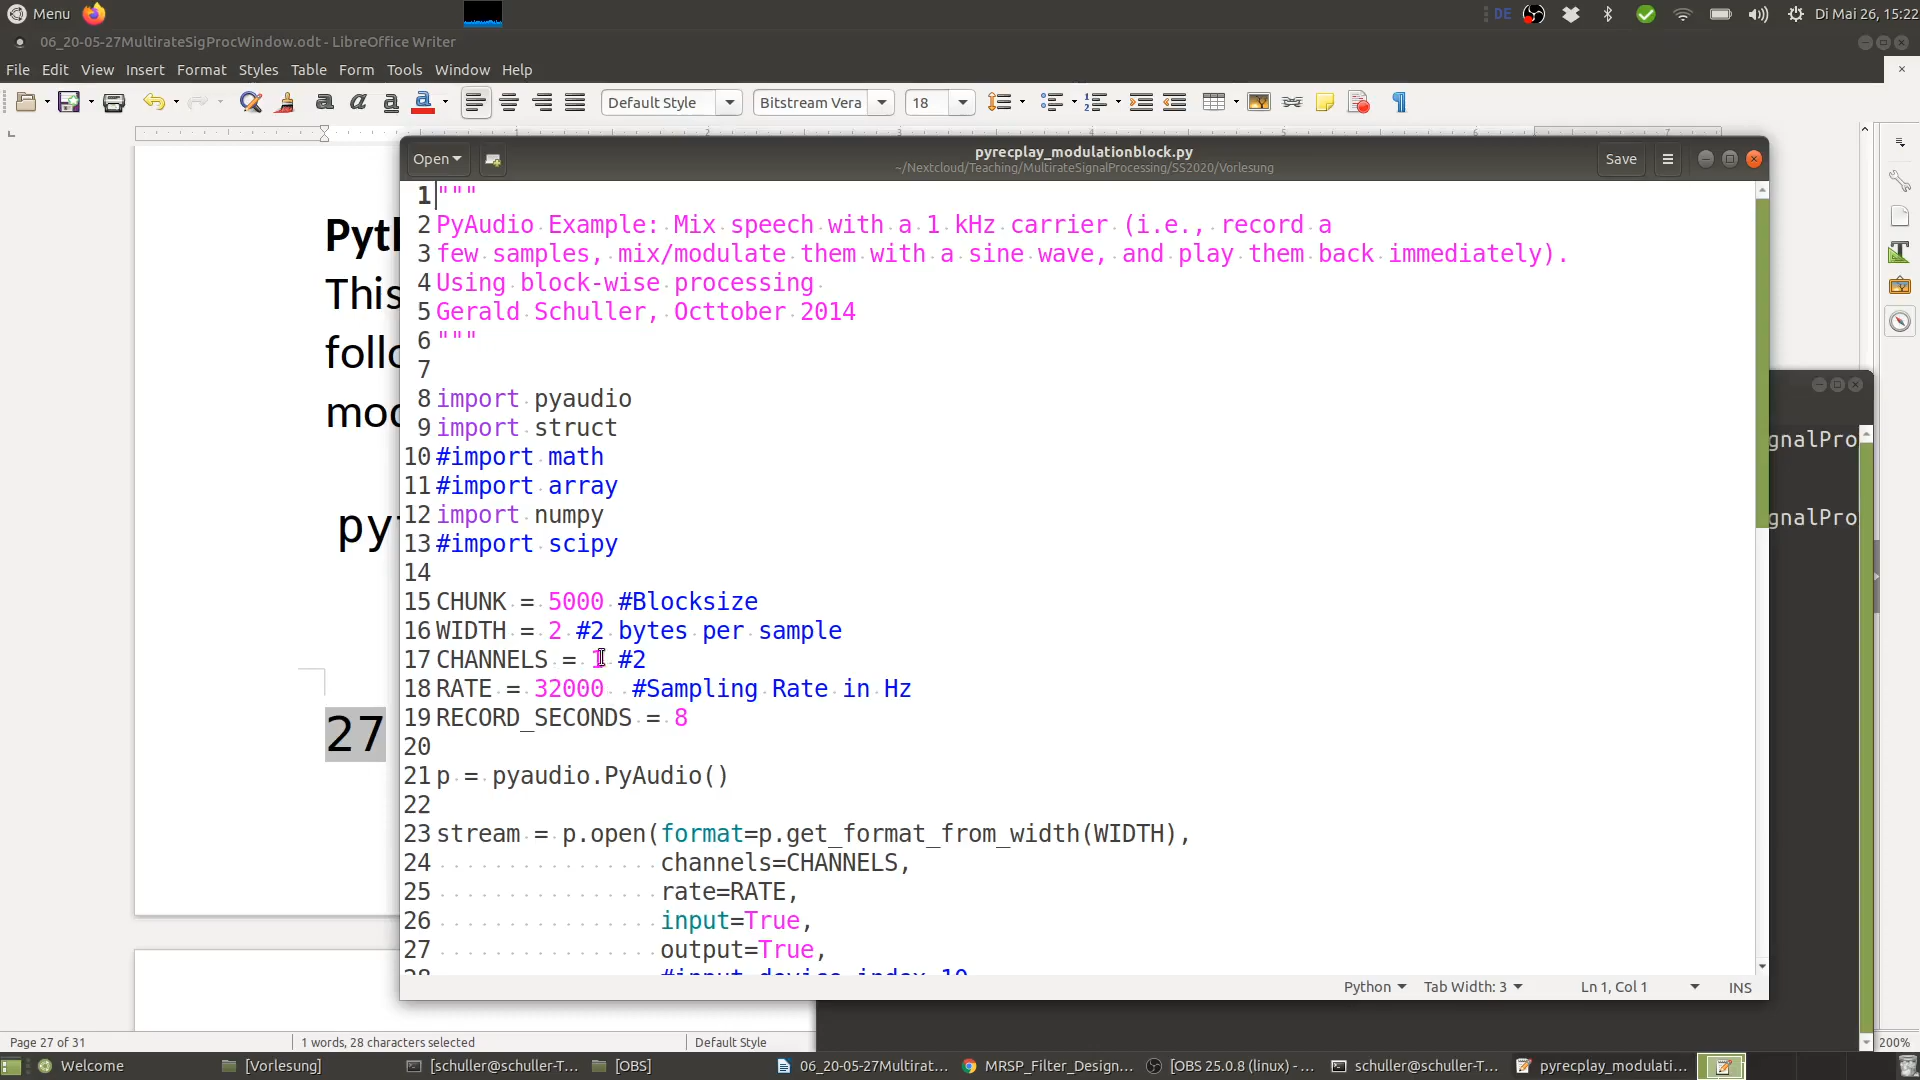 Menu
DE
Di Mai 26, 15:22
06_20-05-27MultirateSigProcWindow.odt - LibreOffice Writer
File Edit View Insert Format Styles Table Form Tools Window Help
Default Style
Bitstream Vera
18
Open
pyrecplay_modulationblock.py
~/Nextcloud/Teaching/MultirateSignalProcessing/SS2020/Vorlesung
Save
1 """
2 PyAudio Example: Mix speech with a 1 kHz carrier (i.e., record a
3 few samples, mix/modulate them with a sine wave, and play them back immediately).
4 Using block-wise processing
5 Gerald Schuller, Octtober 2014
6 """
7
8 import pyaudio
9 import struct
10 #import math
11 #import array
12 import numpy
13 #import scipy
14
15 CHUNK = 5000 #Blocksize
16 WIDTH = 2 #2 bytes per sample
17 CHANNELS = 1 #2
18 RATE = 32000  #Sampling Rate in Hz
19 RECORD_SECONDS = 8
20
21 p = pyaudio.PyAudio()
22
23 stream = p.open(format=p.get_format_from_width(WIDTH),
24                 channels=CHANNELS,
25                 rate=RATE,
26                 input=True,
27                 output=True,
28                 #input_device_index=10
Python
Tab Width: 3
Ln 1, Col 1
INS
This
27
gnalPro
gnalPro
Page 27 of 31
1 words, 28 characters selected
Default Style
200%
Welcome
[Vorlesung]
[schuller@schuller-T...
[OBS]
06_20-05-27Multirat...
MRSP_Filter_Design...
[OBS 25.0.8 (linux) - ...
schuller@schuller-T...
pyrecplay_modulati...